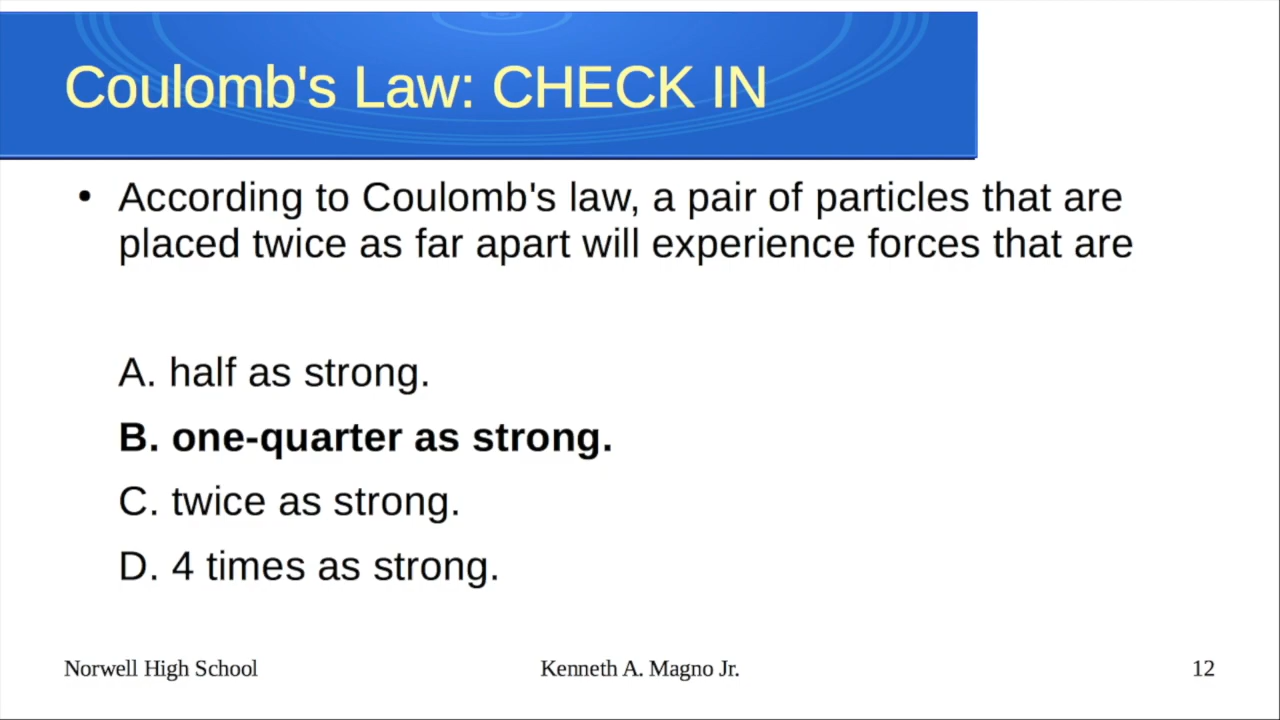 Coulomb's Law: CHECK IN
• According to Coulomb's law, a pair of particles that are
placed twice as far apart will experience forces that are
A. half as strong.
B. one-quarter as strong.
C. twice as strong.
D. 4 times as strong.
Norwell High School Kenneth A. Magno Jr. 12